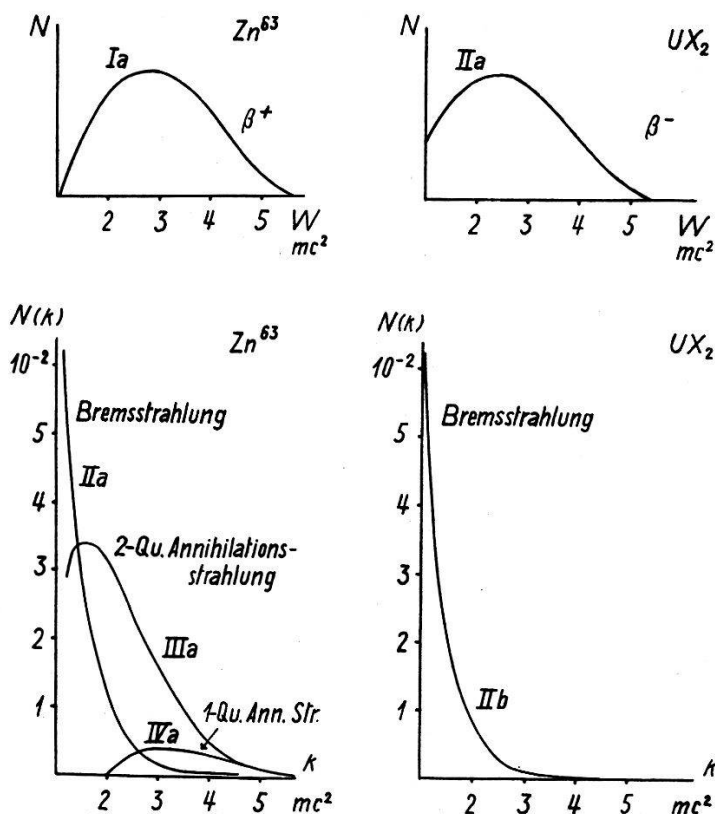 N
Zn⁶³
Ia
β⁺
2 3 4 5 W
mc²
N
UX₂
IIa
β⁻
2 3 4 5 W
mc²
N(k)
Zn⁶³
10⁻²
Bremsstrahlung
5
IIa
4
2-Qu. Annihilations-
strahlung
3
2
IIIa
1-Qu. Ann. Str.
1
IVa
k
2 3 4 5 mc²
N(k)
UX₂
10⁻²
Bremsstrahlung
5
4
3
2
IIb
1
k
2 3 4 5 mc²